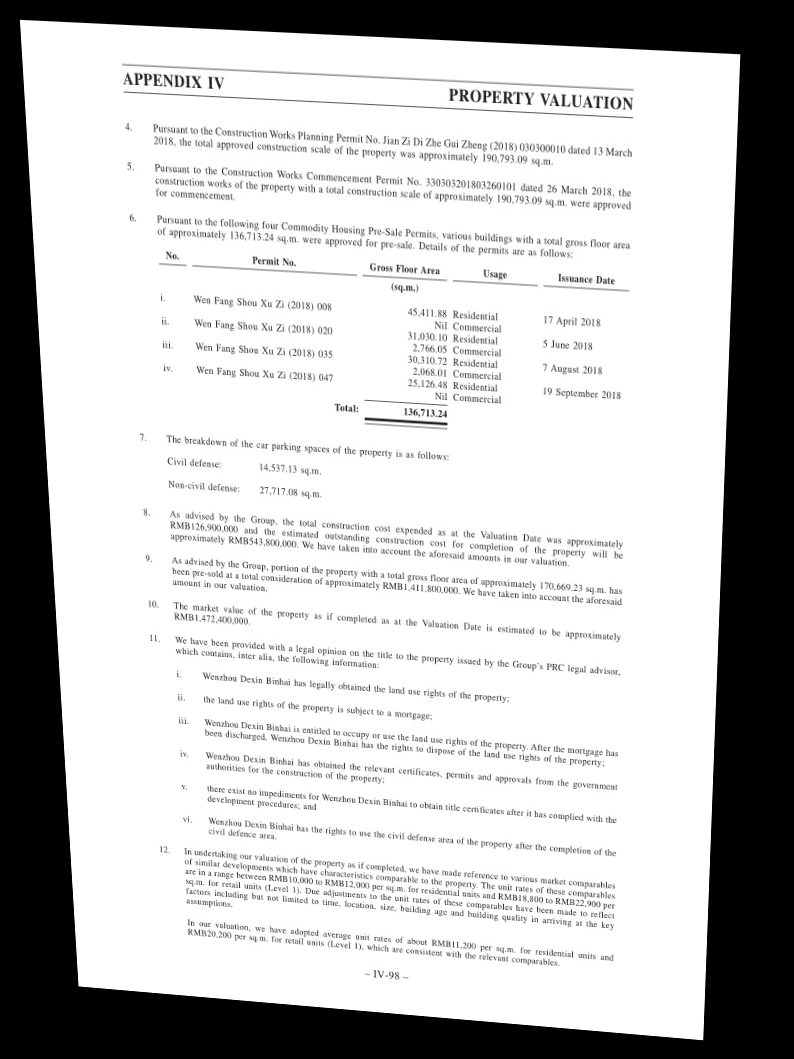 APPENDIX IV PROPERTY VALUATION
4. Pursuant to the Construction Works Planning Permit No. Jian Zi Di Zhe Gui Zheng (2018) 030300010 dated 13 March
2018, the total approved construction scale of the property was approximately 190,793.09 sq.m.
5. Pursuant to the Construction Works Commencement Permit No. 330303201803260101 dated 26 March 2018, the
construction works of the property with a total construction scale of approximately 190,793.09 sq.m. were approved
for commencement.
6. Pursuant to the following four Commodity Housing Pre-Sale Permits, various buildings with a total gross floor area
of approximately 136,713.24 sq.m. were approved for pre-sale. Details of the permits are as follows:
No. Permit No. Gross Floor Area Usage Issuance Date
(sq.m.)
i. Wen Fang Shou Xu Zi (2018) 008 45,411.88 Residential 17 April 2018
Nil Commercial
ii. Wen Fang Shou Xu Zi (2018) 020 31,030.10 Residential 5 June 2018
2,766.05 Commercial
iii. Wen Fang Shou Xu Zi (2018) 035 30,310.72 Residential 7 August 2018
2,068.01 Commercial
iv. Wen Fang Shou Xu Zi (2018) 047 25,126.48 Residential 19 September 2018
Nil Commercial
Total: 136,713.24
7. The breakdown of the car parking spaces of the property is as follows:
Civil defense: 14,537.13 sq.m.
Non-civil defense: 27,717.08 sq.m.
8. As advised by the Group, the total construction cost expended as at the Valuation Date was approximately
RMB126,900,000 and the estimated outstanding construction cost for completion of the property will be
approximately RMB543,800,000. We have taken into account the aforesaid amounts in our valuation.
9. As advised by the Group, portion of the property with a total gross floor area of approximately 170,669.23 sq.m. has
been pre-sold at a total consideration of approximately RMB1,411,800,000. We have taken into account the aforesaid
amount in our valuation.
10. The market value of the property as if completed as at the Valuation Date is estimated to be approximately
RMB1,472,400,000.
11. We have been provided with a legal opinion on the title to the property issued by the Group's PRC legal advisor,
which contains, inter alia, the following information:
i. Wenzhou Dexin Binhai has legally obtained the land use rights of the property;
ii. the land use rights of the property is subject to a mortgage;
iii. Wenzhou Dexin Binhai is entitled to occupy or use the land use rights of the property. After the mortgage has
been discharged, Wenzhou Dexin Binhai has the rights to dispose of the land use rights of the property;
iv. Wenzhou Dexin Binhai has obtained the relevant certificates, permits and approvals from the government
authorities for the construction of the property;
v. there exist no impediments for Wenzhou Dexin Binhai to obtain title certificates after it has complied with the
development procedures; and
vi. Wenzhou Dexin Binhai has the rights to use the civil defense area of the property after the completion of the
civil defence area.
12. In undertaking our valuation of the property as if completed, we have made reference to various market comparables
of similar developments which have characteristics comparable to the property. The unit rates of these comparables
are in a range between RMB10,000 to RMB12,000 per sq.m. for residential units and RMB18,800 to RMB22,900 per
sq.m. for retail units (Level 1). Due adjustments to the unit rates of these comparables have been made to reflect
factors including but not limited to time, location, size, building age and building quality in arriving at the key
assumptions.
In our valuation, we have adopted average unit rates of about RMB11,200 per sq.m. for residential units and
RMB20,200 per sq.m. for retail units (Level 1), which are consistent with the relevant comparables.
– IV-98 –